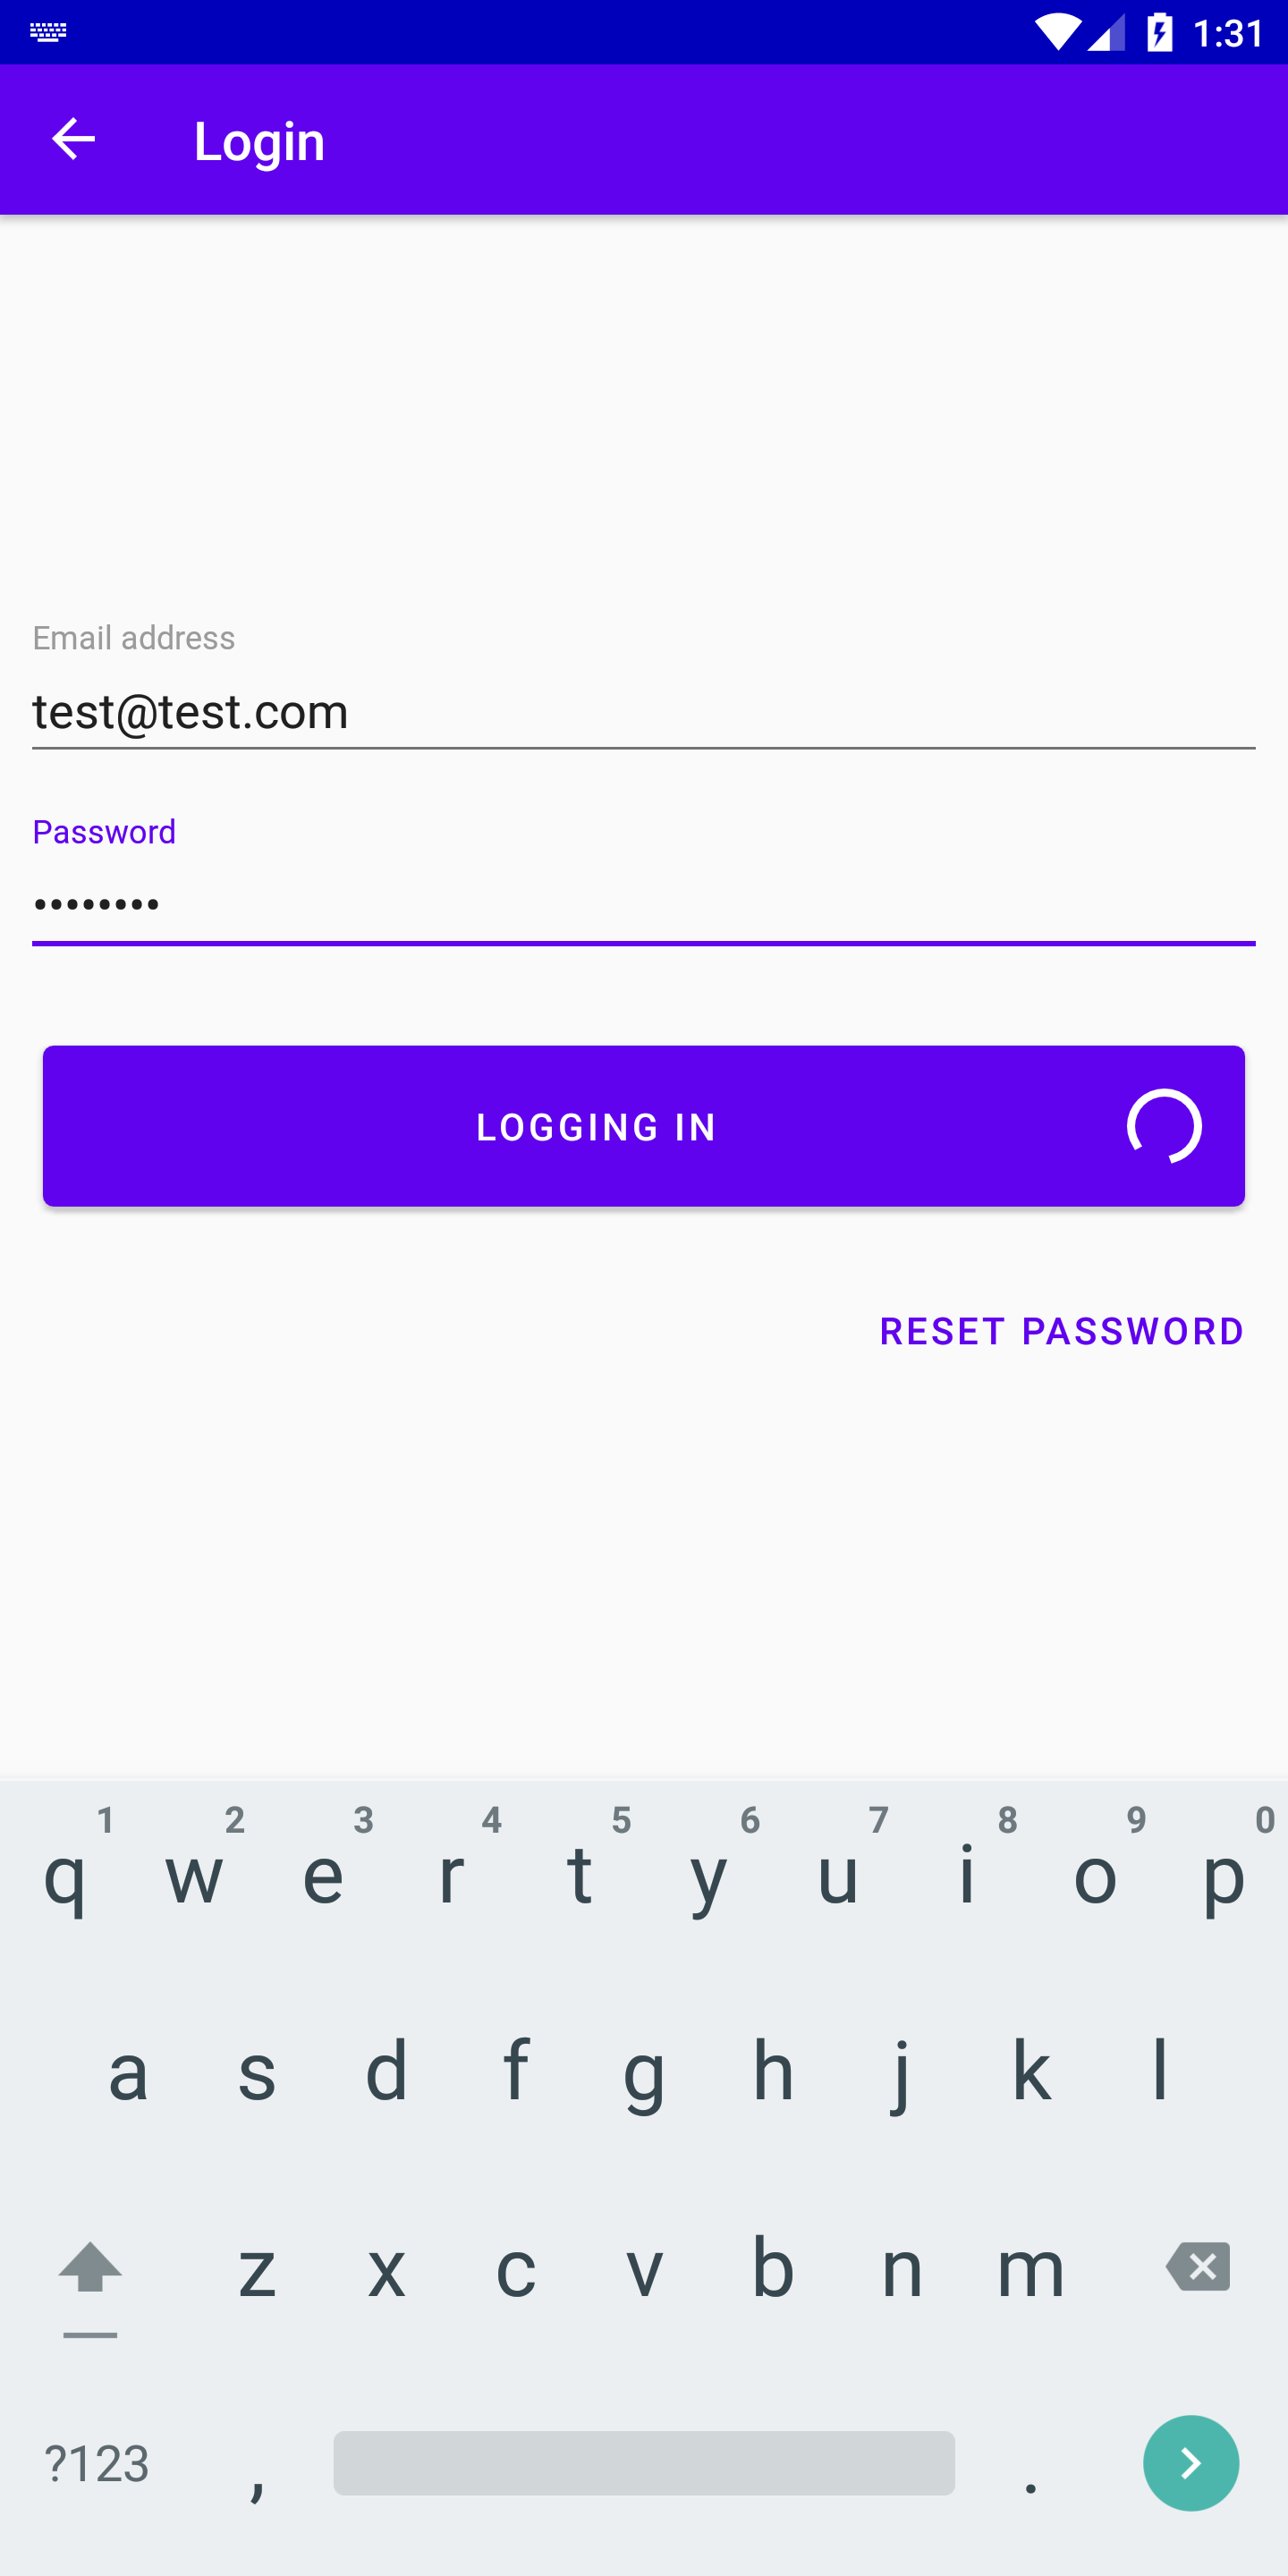 1:31
Login
Email address
test@test.com
Password
••••••••
LOGGING IN
RESET PASSWORD
1 2 3 4 5 6 7 8 9 0
q w e r t y u i o p
a s d f g h j k l
z x c v b n m
?123 , .